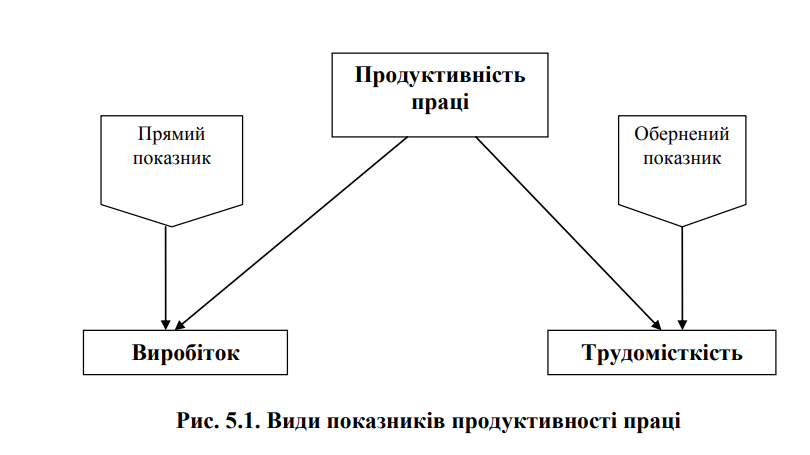 Продуктивність
праці
Прямий
показник
Обернений
показник
Виробіток
Трудомісткість
Рис. 5.1. Види показників продуктивності праці